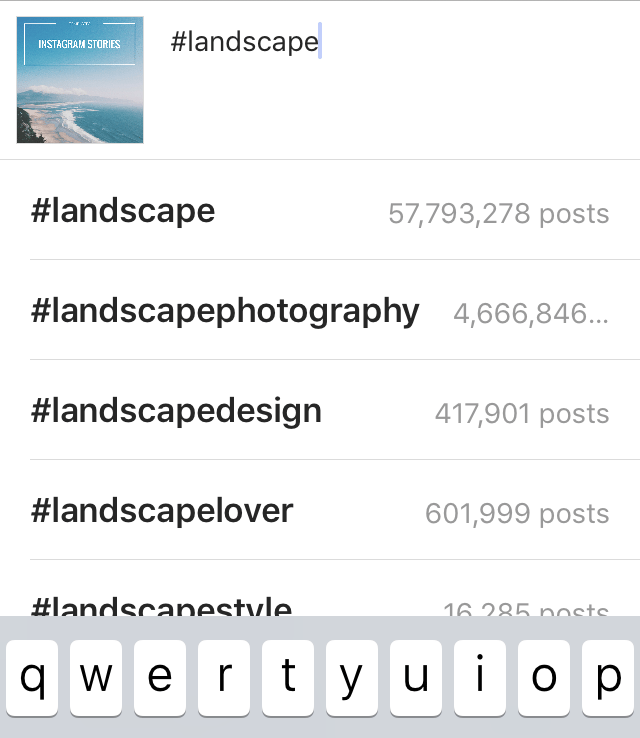 INSTAGRAM STORIES
#landscape
#landscape 57,793,278 posts
#landscapephotography 4,666,846...
#landscapedesign 417,901 posts
#landscapelover 601,999 posts
#landscapestyle 16,285 posts
q w e r t y u i o p